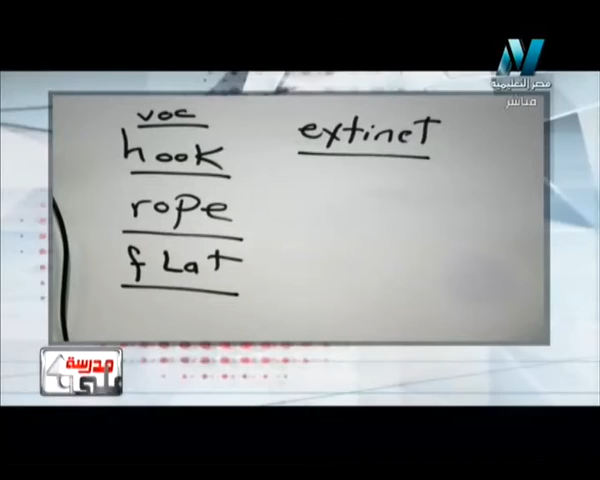 مصر التعليمية
مباشر
voc
hook
rope
fLat
extincT
مدرسة